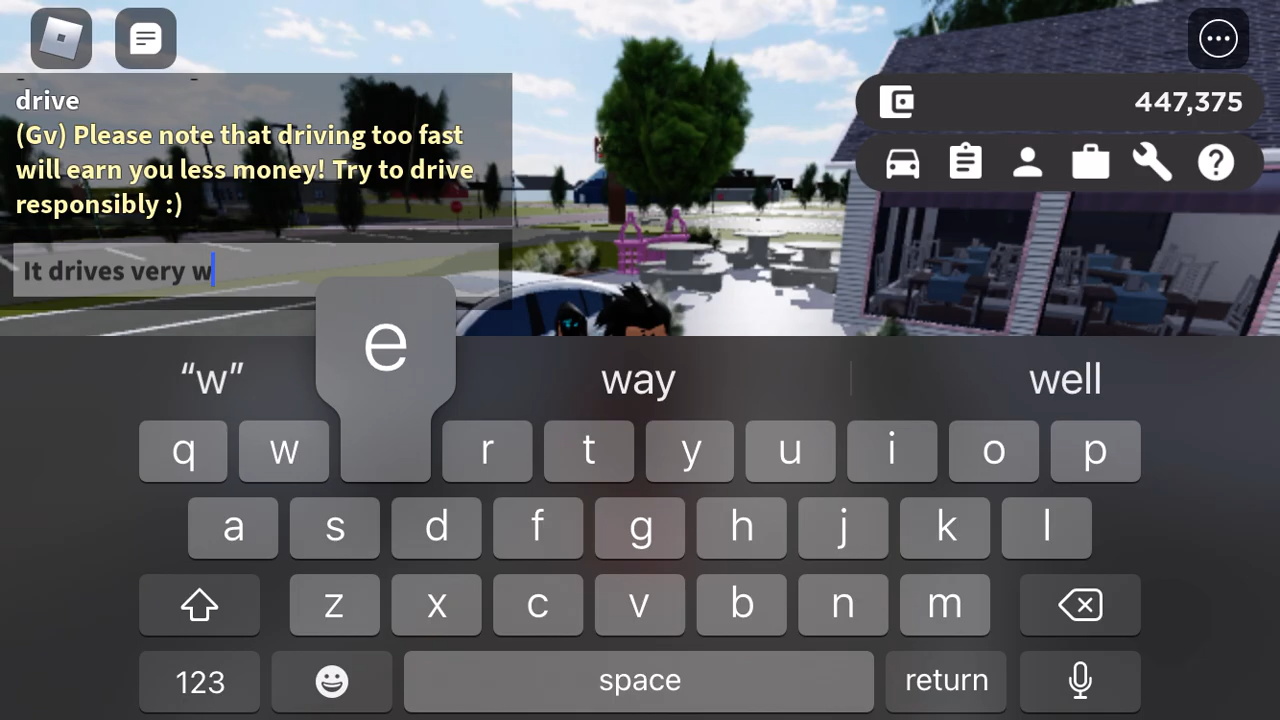 drive
(Gv) Please note that driving too fast
will earn you less money! Try to drive
responsible :)
447,375
It drives very w
“w”
e
way
well
q w r t y u i o p
a s d f g h j k l
z x c v b n m
123
space
return